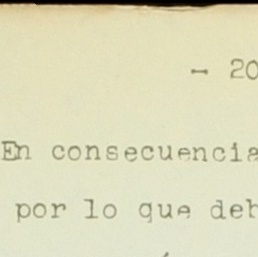 - 20
En consecuencia
por lo que deb